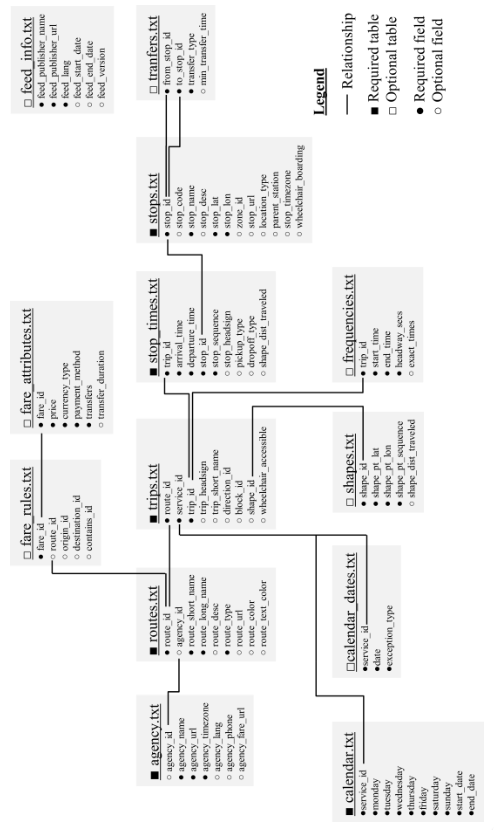 ■ agency.txt
○ agency_id
● agency_name
● agency_url
● agency_timezone
○ agency_lang
○ agency_phone
○ agency_fare_url
■ routes.txt
● route_id
○ agency_id
● route_short_name
● route_long_name
○ route_desc
● route_type
○ route_url
○ route_color
○ route_text_color
□ fare_rules.txt
● fare_id
○ route_id
○ origin_id
○ destination_id
○ contains_id
□ fare_attributes.txt
● fare_id
● price
● currency_type
● payment_method
● transfers
○ transfer_duration
□ feed_info.txt
● feed_publisher_name
● feed_publisher_url
● feed_lang
○ feed_start_date
○ feed_end_date
○ feed_version
■ trips.txt
● route_id
● service_id
● trip_id
○ trip_headsign
○ trip_short_name
○ direction_id
○ block_id
○ shape_id
○ wheelchair_accessible
■ stop_times.txt
● trip_id
● arrival_time
● departure_time
● stop_id
● stop_sequence
○ stop_headsign
○ pickup_type
○ dropoff_type
○ shape_dist_traveled
■ stops.txt
● stop_id
○ stop_code
● stop_name
○ stop_desc
● stop_lat
● stop_lon
○ zone_id
○ stop_url
○ location_type
○ parent_station
○ stop_timezone
○ wheelchair_boarding
□ tranfers.txt
● from_stop_id
● to_stop_id
● transfer_type
○ min_transfer_time
■ calendar.txt
●service_id
●monday
●tuesday
●wednesday
●thursday
●friday
●saturday
●sunday
●start_date
●end_date
□calendar_dates.txt
●service_id
●date
●exception_type
□ shapes.txt
● shape_id
● shape_pt_lat
● shape_pt_lon
● shape_pt_sequence
○ shape_dist_traveled
□ frequencies.txt
● trip_id
● start_time
● end_time
● headway_secs
○ exact_times
Legend
— Relationship
■ Required table
□ Optional table
● Required field
○ Optional field